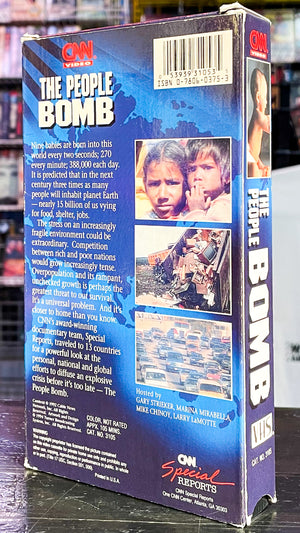 CNN
VIDEO
THE PEOPLE
BOMB
Nine babies are born into this
world every two seconds; 270
every minute; 388,000 each day.
It is predicted that in the next
century three times as many
people will inhabit planet Earth
— nearly 15 billion of us vying
for food, shelter, jobs.
The stress on an increasingly
fragile environment could be
extraordinary. Competition
between rich and poor nations
would grow increasingly tense.
Overpopulation and its rampant,
unchecked growth is perhaps the
greatest threat to our survival.
It's a universal problem. And it's
closer to home than you know.
CNN's award-winning
documentary team, Special
Reports, traveled to 13 countries
for a powerful look at the
personal, national and global
efforts to diffuse an explosive
crisis before it's too late — The
People Bomb.
53939 31053
ISBN 0-7806-0375-3
Hosted by
GARY STRIEKER, MARINA MIRABELLA,
MIKE CHINOY, LARRY LaMOTTE
COLOR, NOT RATED
APPX. 105 MINS.
CAT. NO. 3105
Printed in U.S.A.
CNN
Special
REPORTS
CNN Special Reports
One CNN Center, Atlanta, GA 30303
CNN
VIDEO
THE
PEOPLE
BOMB
VHS
CAT. NO. 3105